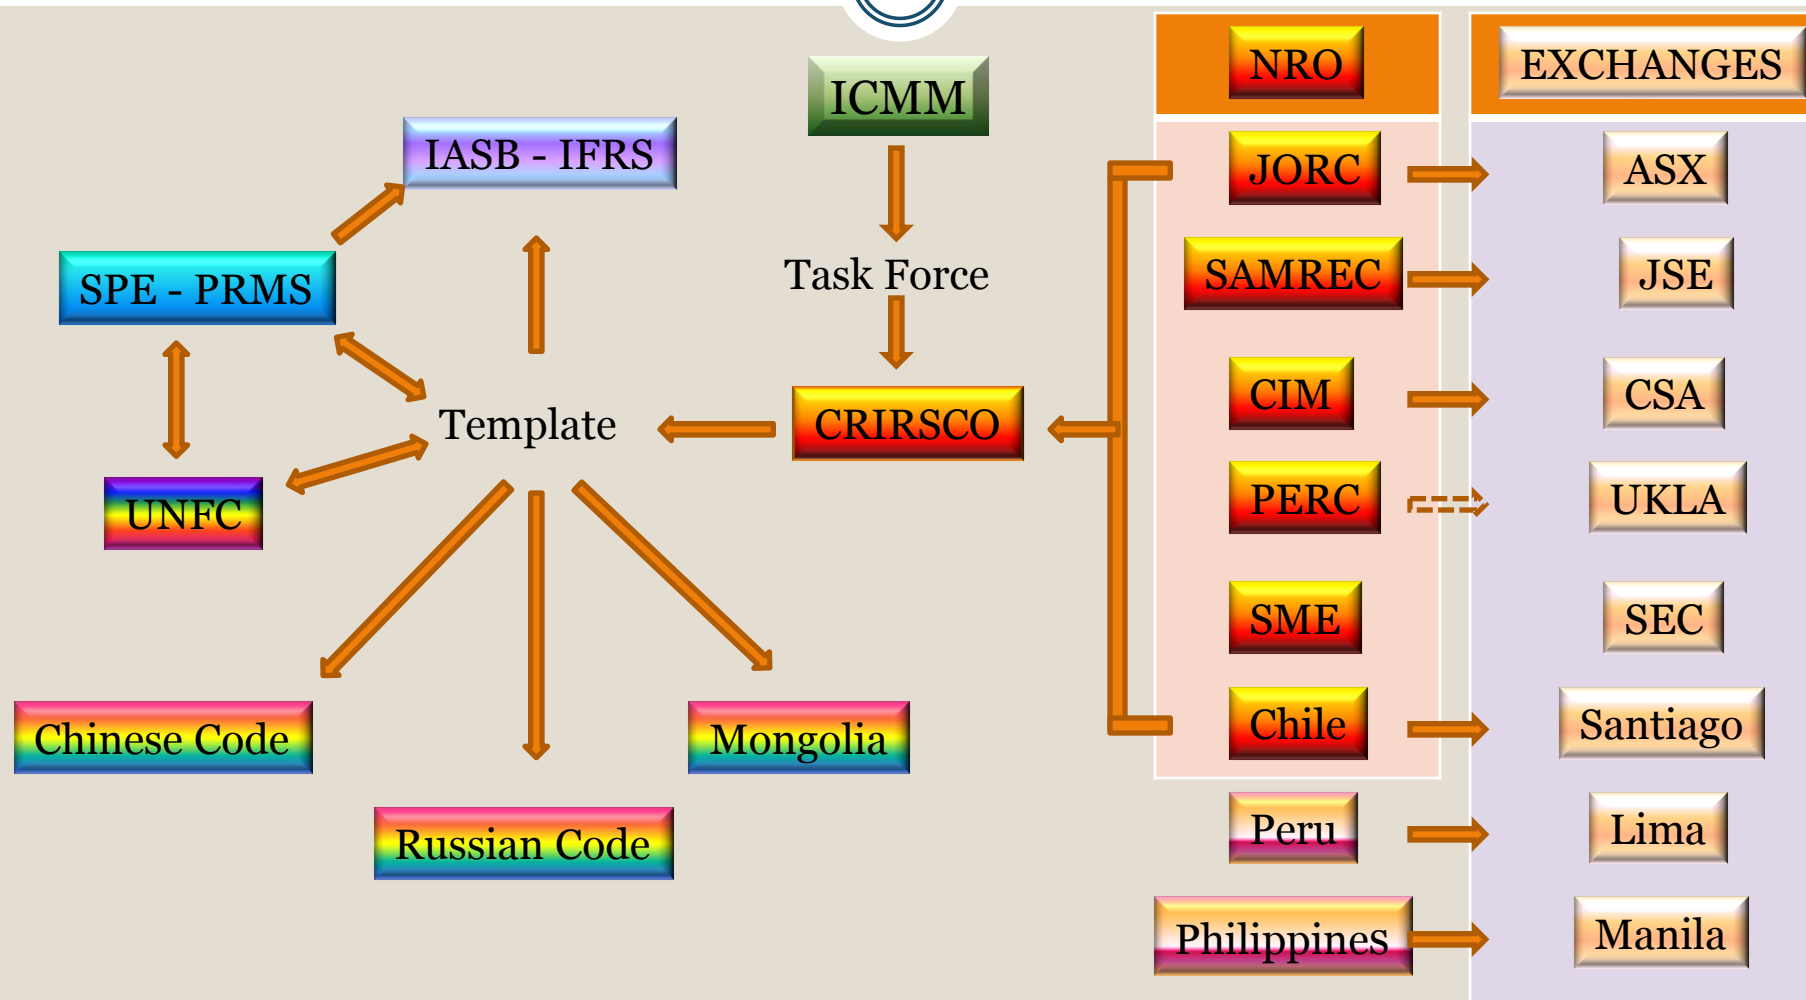 ICMM
NRO
EXCHANGES
IASB - IFRS
JORC
ASX
SPE - PRMS
Task Force
SAMREC
JSE
Template
CRIRSCO
CIM
CSA
UNFC
PERC
UKLA
SME
SEC
Chinese Code
Mongolia
Chile
Santiago
Russian Code
Peru
Lima
Philippines
Manila